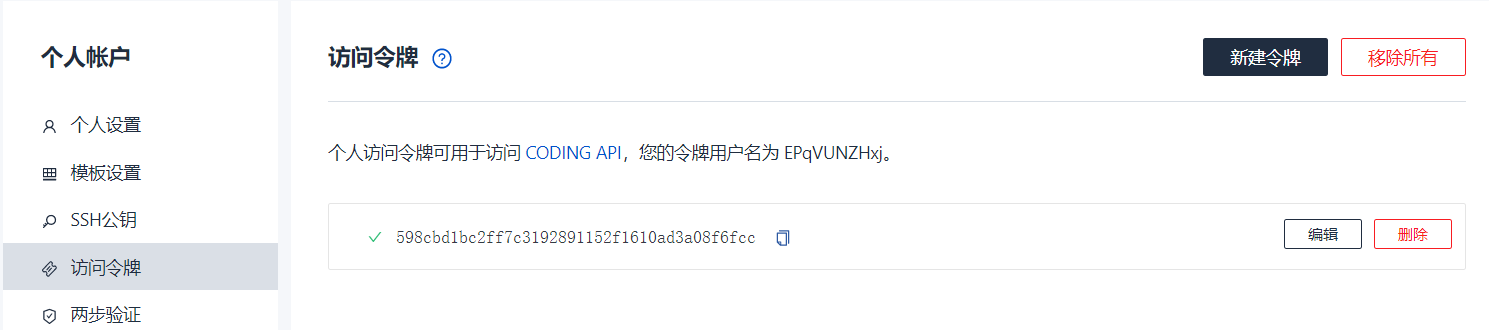 个人帐户
个人设置
模板设置
SSH公钥
访问令牌
两步验证
访问令牌 ?
新建令牌
移除所有
个人访问令牌可用于访问 CODING API，您的令牌用户名为 EPqVUNZHxj。
598cbd1bc2ff7c3192891152f1610ad3a08f6fcc
编辑
删除